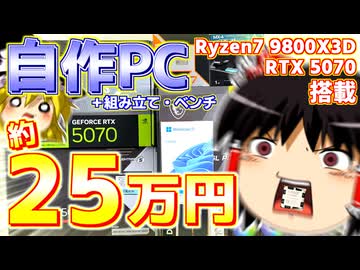 自作PC
+組み立て・ベンチ
Ryzen7 9800X3D
RTX 5070
搭載
GEFORCE RTX
5070
約
25万円